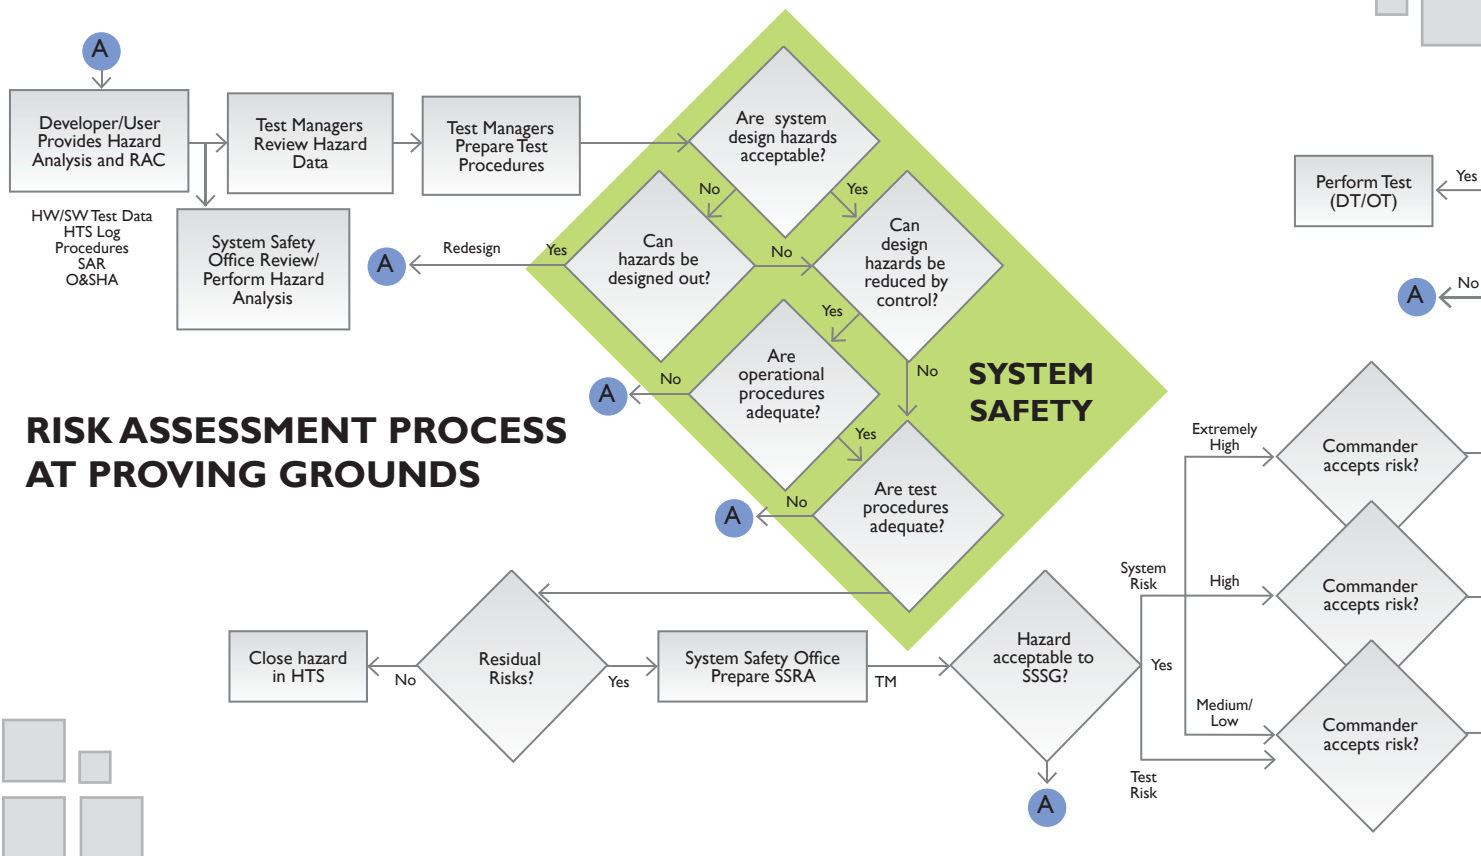 A
Developer/User
Provides Hazard
Analysis and RAC
Test Managers
Review Hazard
Data
Test Managers
Prepare Test
Procedures
Are system
design hazards
acceptable?
HW/SW Test Data
HTS Log
Procedures
SAR
O&SHA
System Safety
Office Review/
Perform Hazard
Analysis
No
Yes
A
Redesign
Yes
Can
hazards be
designed out?
No
Can
design
hazards be
reduced by
control?
Perform Test
(DT/OT)
Yes
A
No
Yes
Are
operational
procedures
adequate?
No
A
No
SYSTEM
SAFETY
RISK ASSESSMENT PROCESS
AT PROVING GROUNDS
Yes
Are test
procedures
adequate?
No
A
Close hazard
in HTS
No
Residual
Risks?
Yes
System Safety Office
Prepare SSRA
TM
Hazard
acceptable to
SSSG?
A
Yes
System
Risk
Test
Risk
Extremely
High
High
Medium/
Low
Commander
accepts risk?
Commander
accepts risk?
Commander
accepts risk?